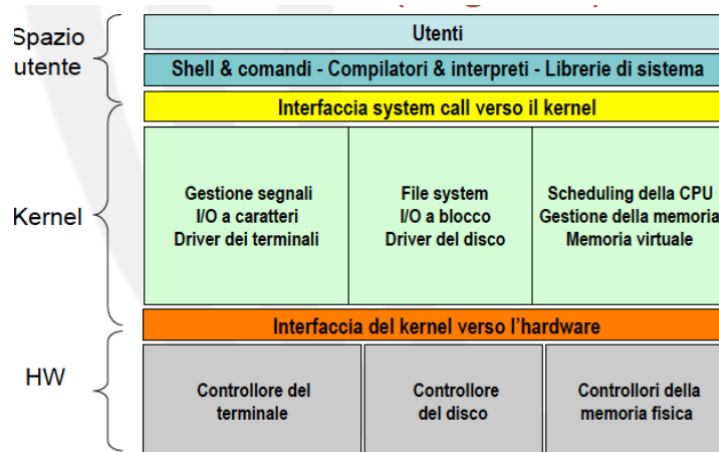 Spazio
utente
Utenti
Shell & comandi - Compilatori & interpreti - Librerie di sistema
Interfaccia system call verso il kernel
Kernel
Gestione segnali
I/O a caratteri
Driver dei terminali
File system
I/O a blocco
Driver del disco
Scheduling della CPU
Gestione della memoria
Memoria virtuale
Interfaccia del kernel verso l'hardware
HW
Controllore del
terminale
Controllore
del disco
Controllori della
memoria fisica